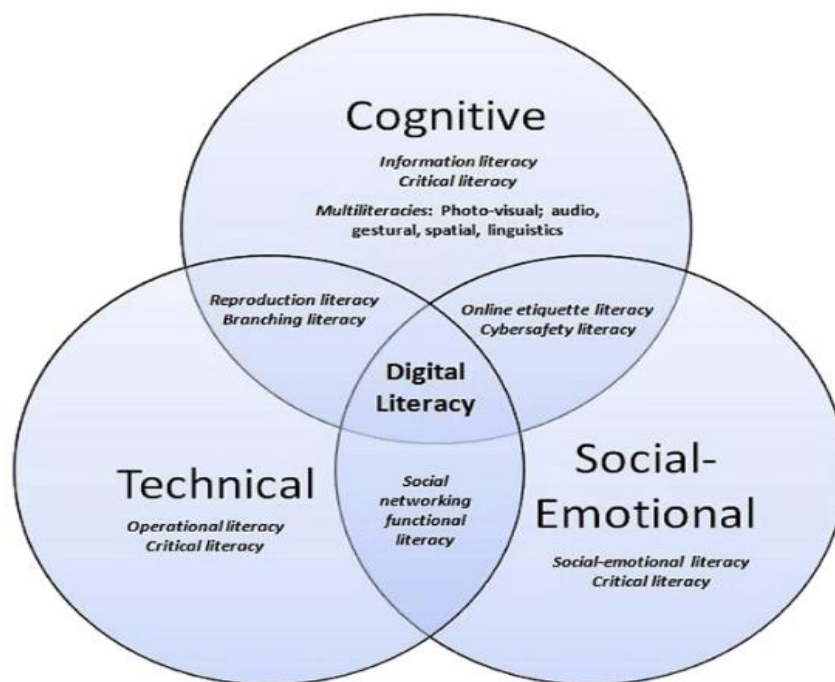 Cognitive
Information literacy
Critical literacy
Multiliteracies: Photo-visual; audio,
gestural, spatial, linguistics
Reproduction literacy
Branching literacy
Online etiquette literacy
Cybersafety literacy
Digital
Literacy
Technical
Operational literacy
Critical literacy
Social
networking
functional
literacy
Social-
Emotional
Social-emotional literacy
Critical literacy